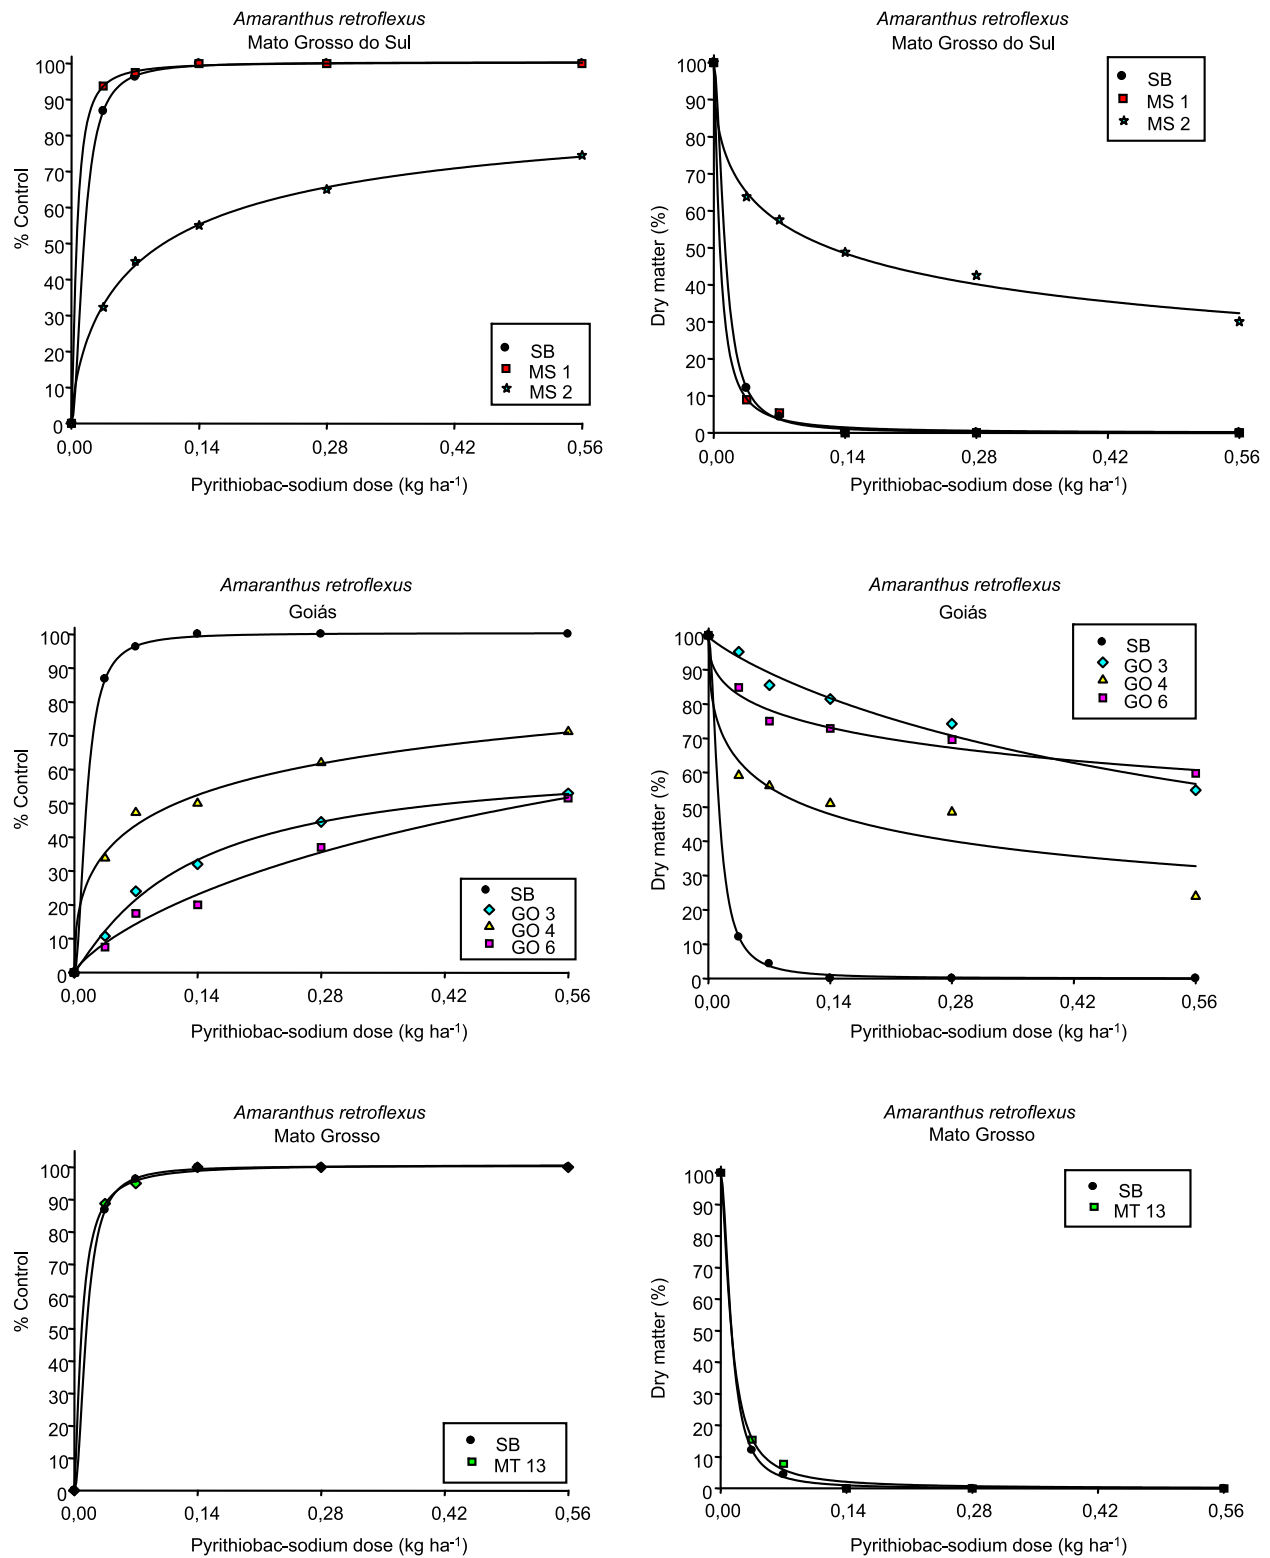 Amaranthus retroflexus
Mato Grosso do Sul
100
90
80
70
60
50
40
30
20
10
0
% Control
SB
MS 1
MS 2
0,00
0,14
0,28
0,42
0,56
Pyrithiobac-sodium dose (kg ha-1)
Amaranthus retroflexus
Mato Grosso do Sul
100
90
80
70
60
50
40
30
20
10
0
Dry matter (%)
SB
MS 1
MS 2
0,00
0,14
0,28
0,42
0,56
Pyrithiobac-sodium dose (kg ha-1)
Amaranthus retroflexus
Goiás
100
90
80
70
60
50
40
30
20
10
0
% Control
SB
GO 3
GO 4
GO 6
0,00
0,14
0,28
0,42
0,56
Pyrithiobac-sodium dose (kg ha-1)
Amaranthus retroflexus
Goiás
100
90
80
70
60
50
40
30
20
10
0
Dry matter (%)
SB
GO 3
GO 4
GO 6
0,00
0,14
0,28
0,42
0,56
Pyrithiobac-sodium dose (kg ha-1)
Amaranthus retroflexus
Mato Grosso
100
90
80
70
60
50
40
30
20
10
0
% Control
SB
MT 13
0,00
0,14
0,28
0,42
0,56
Pyrithiobac-sodium dose (kg ha-1)
Amaranthus retroflexus
Mato Grosso
100
90
80
70
60
50
40
30
20
10
0
Dry matter (%)
SB
MT 13
0,00
0,14
0,28
0,42
0,56
Pyrithiobac-sodium dose (kg ha-1)